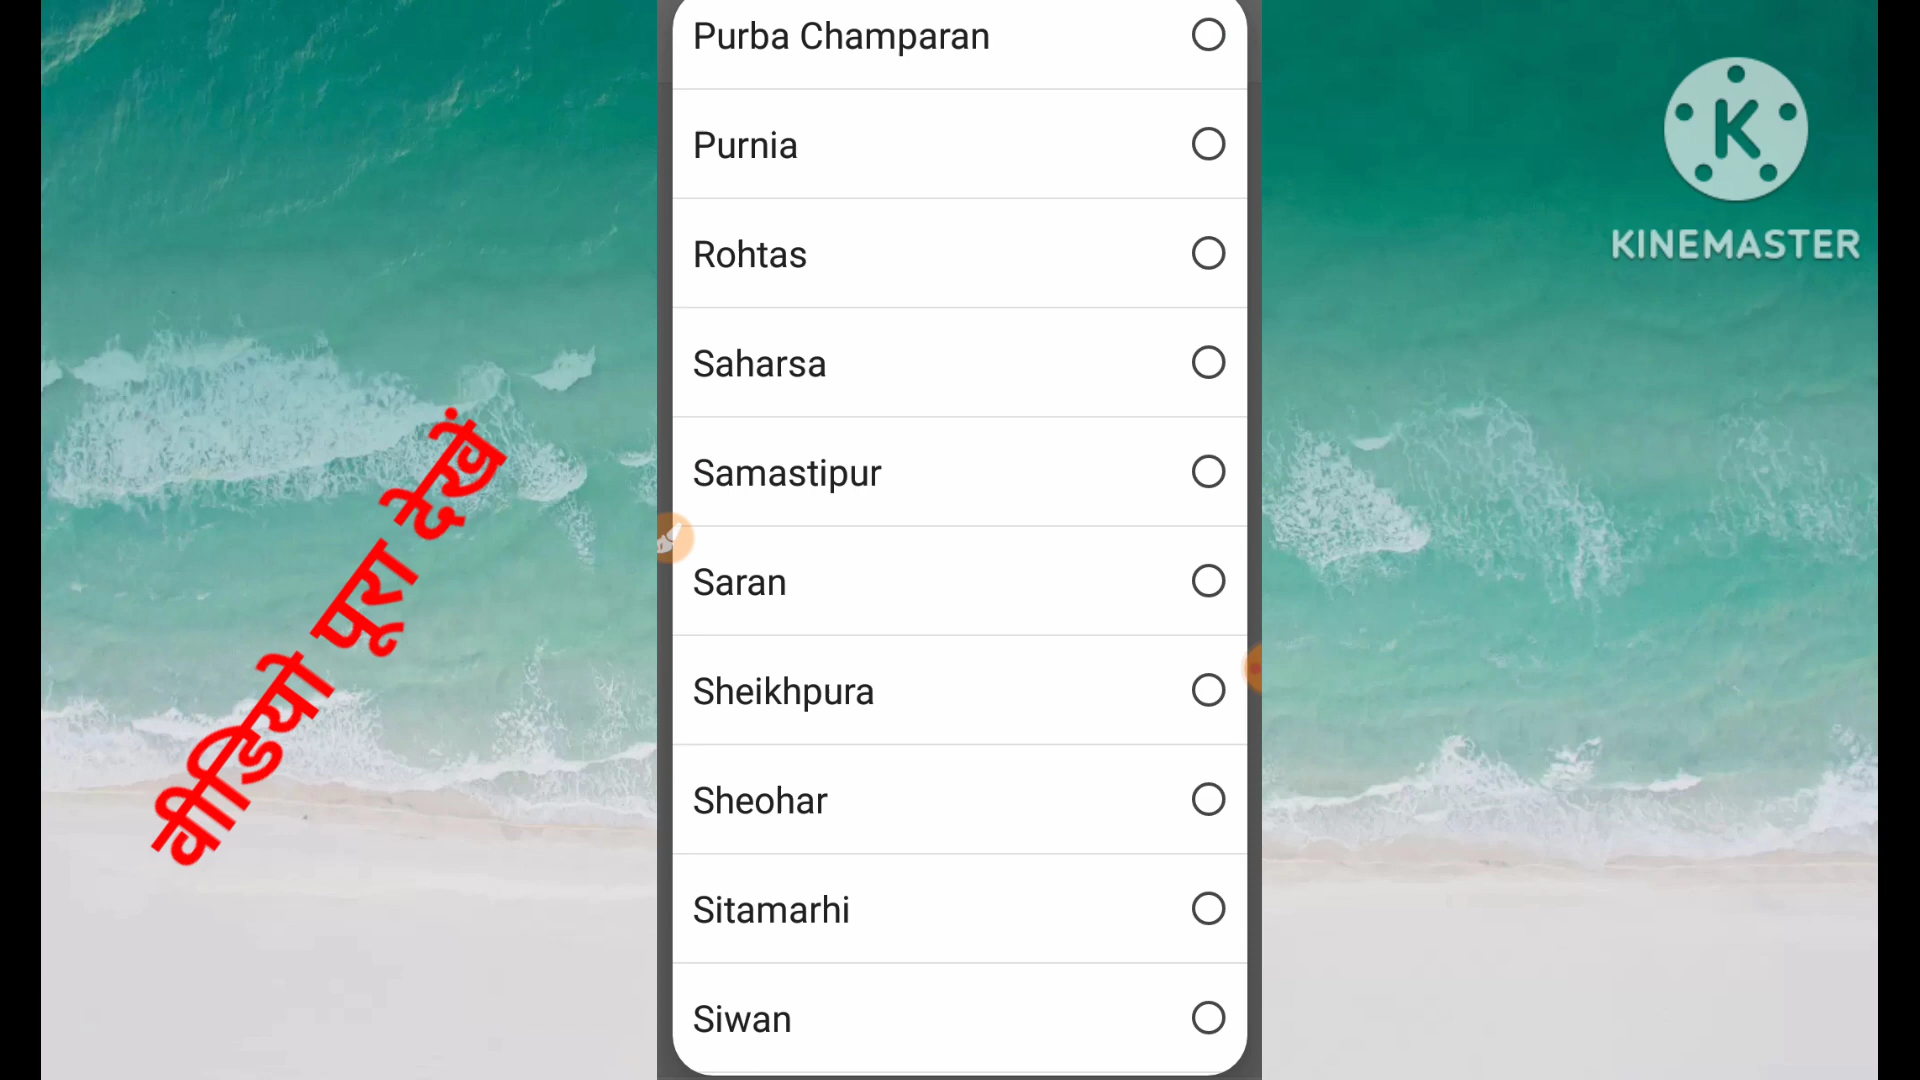 Purba Champaran
Purnia
Rohtas
Saharsa
Samastipur
Saran
Sheikhpura
Sheohar
Sitamarhi
Siwan
वीडियो पूरा देखें
K
KINEMASTER